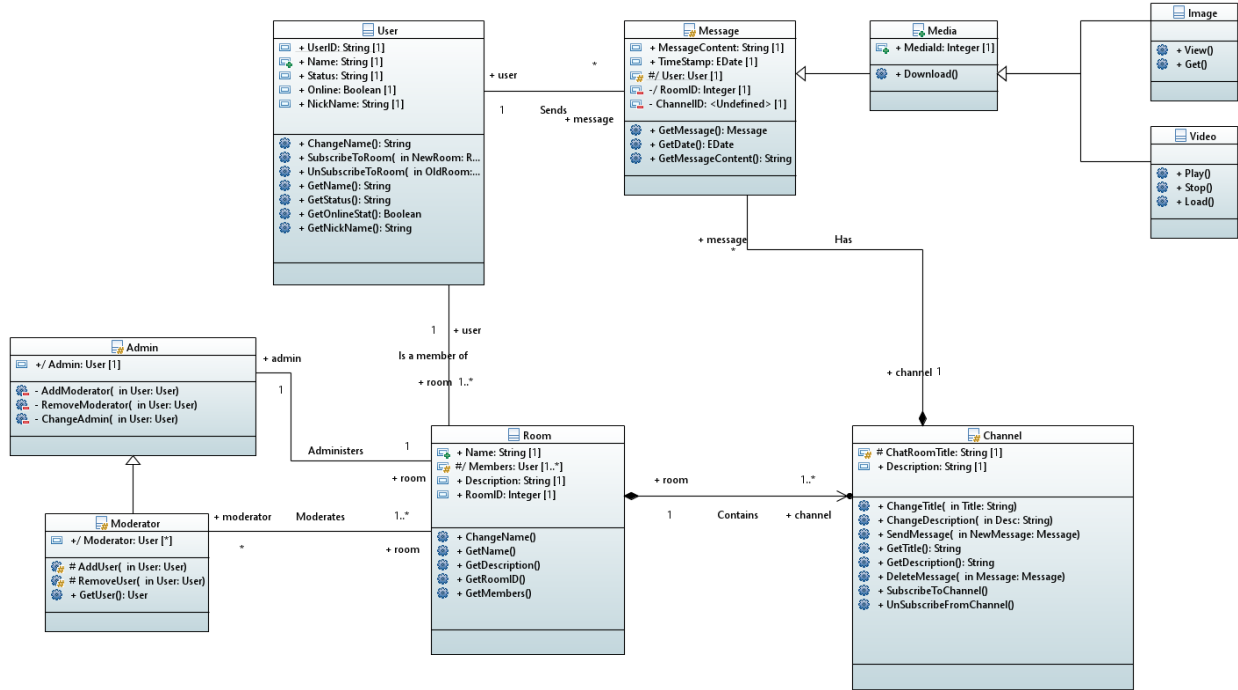 User
+ UserID: String [1]
+ Name: String [1]
+ Status: String [1]
+ Online: Boolean [1]
+ NickName: String [1]
+ ChangeName(): String
+ SubscribeToRoom( in NewRoom: R...
+ UnSubscribeToRoom( in OldRoom:...
+ GetName(): String
+ GetStatus(): String
+ GetOnlineStat(): Boolean
+ GetNickName(): String
+ user
*
1
Sends
+ message
Message
+ MessageContent: String [1]
+ TimeStamp: EDate [1]
#/ User: User [1]
-/ RoomID: Integer [1]
- ChannelID: <Undefined> [1]
+ GetMessage(): Message
+ GetDate(): EDate
+ GetMessageContent(): String
Media
+ MediaId: Integer [1]
+ Download()
Image
+ View()
+ Get()
Video
+ Play()
+ Stop()
+ Load()
+ message
*
Has
+ channel 1
1
+ user
Is a member of
+ room 1..*
Admin
+/ Admin: User [1]
- AddModerator( in User: User)
- RemoveModerator( in User: User)
- ChangeAdmin( in User: User)
+ admin
1
Administers
1
+ room
Moderator
+/ Moderator: User [*]
# AddUser( in User: User)
# RemoveUser( in User: User)
+ GetUser(): User
+ moderator
Moderates
1..*
*
+ room
Room
+ Name: String [1]
#/ Members: User [1..*]
+ Description: String [1]
+ RoomID: Integer [1]
+ ChangeName()
+ GetName()
+ GetDescription()
+ GetRoomID()
+ GetMembers()
+ room
1..*
1
Contains
+ channel
Channel
# ChatRoomTitle: String [1]
+ Description: String [1]
+ ChangeTitle( in Title: String)
+ ChangeDescription( in Desc: String)
+ SendMessage( in NewMessage: Message)
+ GetTitle(): String
+ GetDescription(): String
+ DeleteMessage( in Message: Message)
+ SubscribeToChannel()
+ UnSubscribeFromChannel()